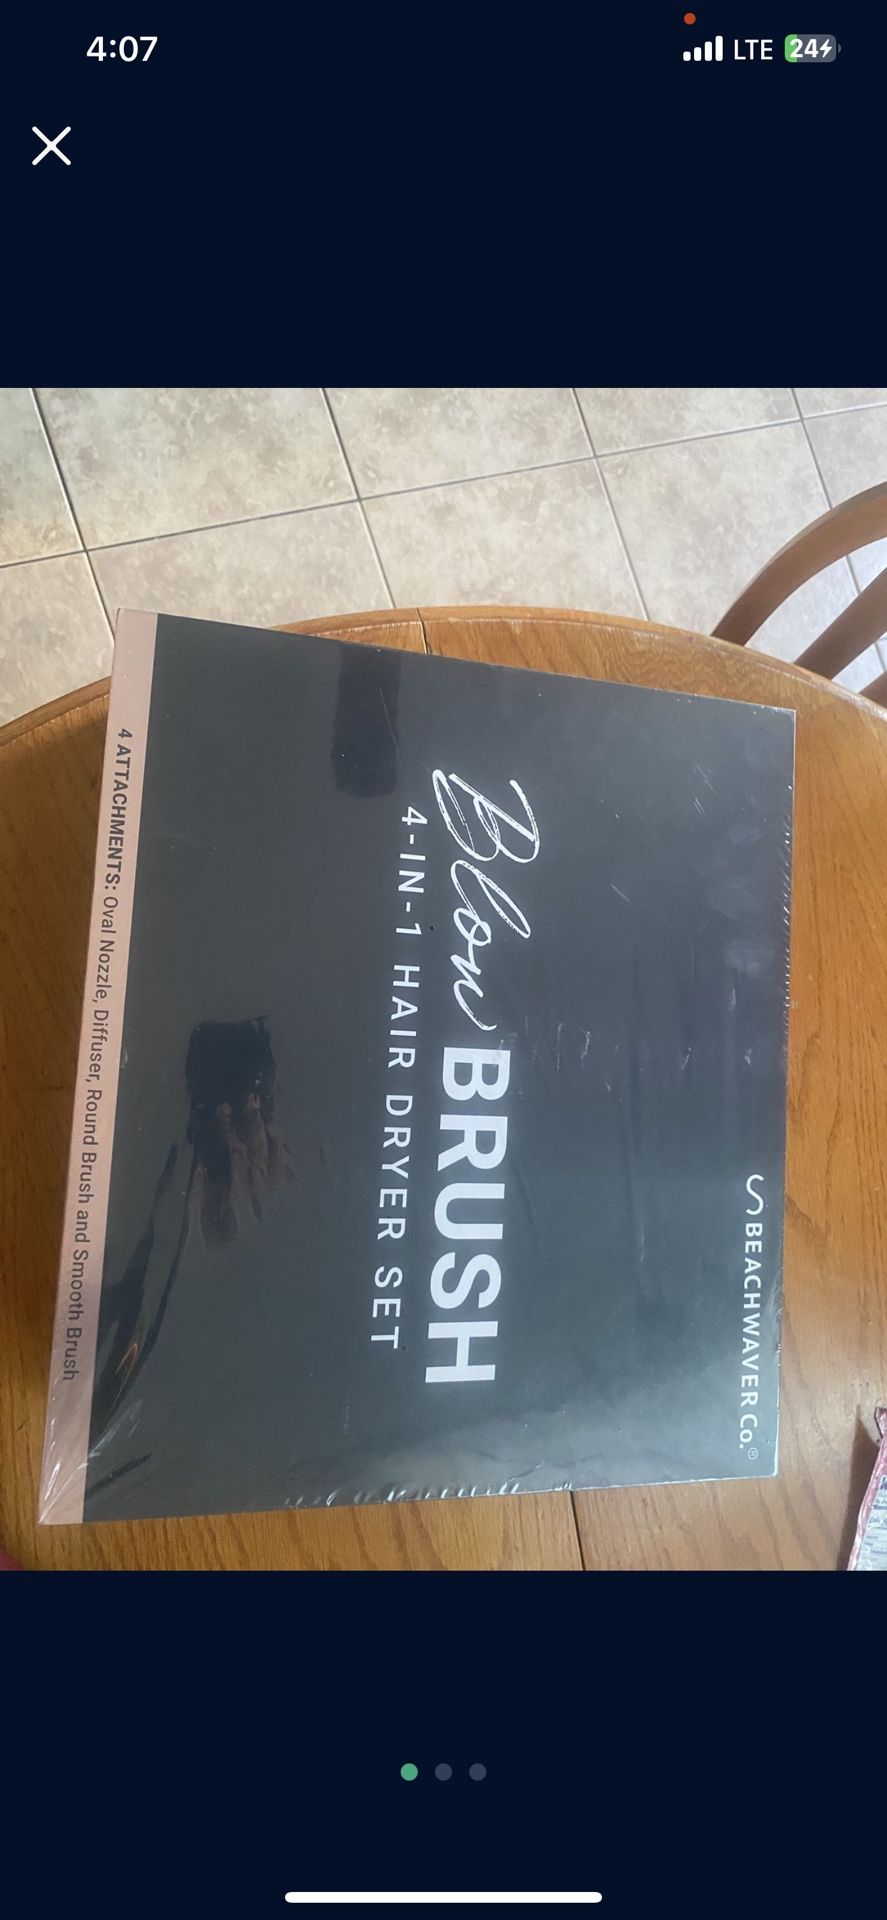 4:07
LTE
24
BEACHWAVER Co.®
Blow BRUSH
4-IN-1 HAIR DRYER SET
4 ATTACHMENTS: Oval Nozzle, Diffuser, Round Brush and Smooth Brush